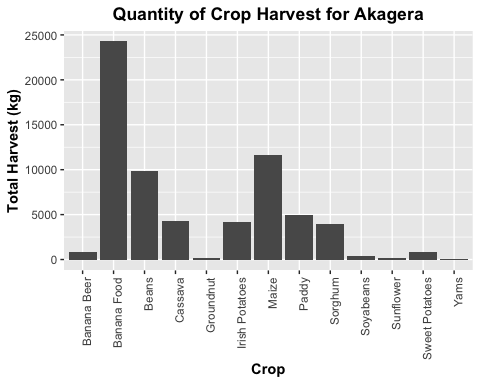 Quantity of Crop Harvest for Akagera
Total Harvest (kg)
25000
20000
15000
10000
5000
0
Banana Beer
Banana Food
Beans
Cassava
Groundnut
Irish Potatoes
Maize
Paddy
Sorghum
Soyabeans
Sunflower
Sweet Potatoes
Yams
Crop